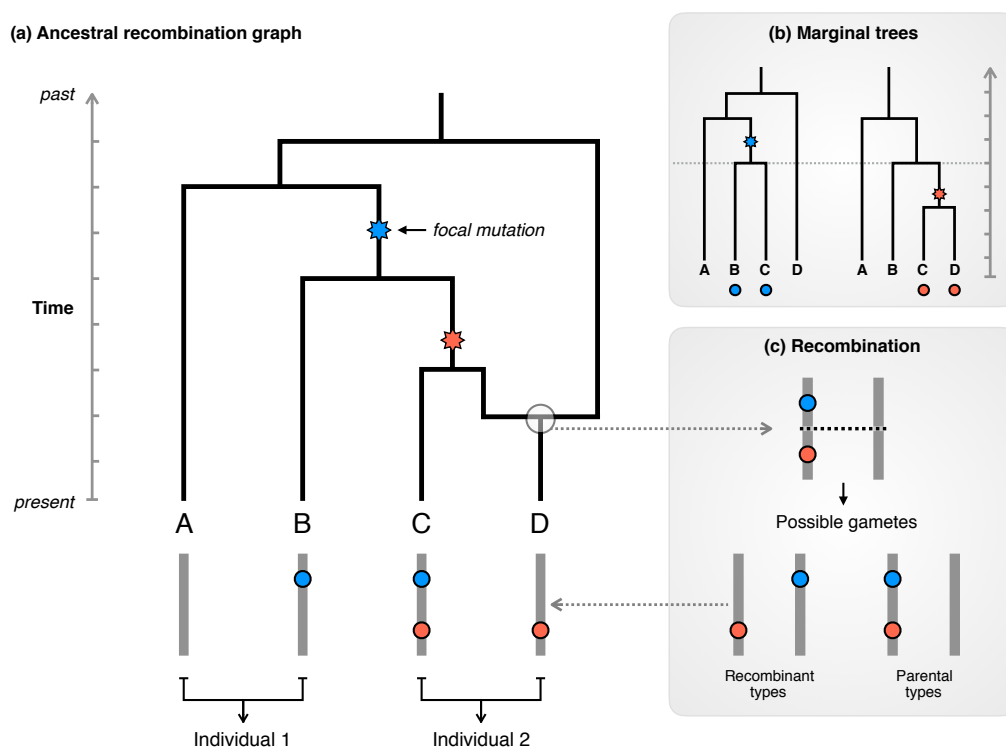 (a) Ancestral recombination graph
past
Time
present
focal mutation
A B C D
Individual 1 Individual 2
(b) Marginal trees
A B C D A B C D
(c) Recombination
Possible gametes
Recombinant
types
Parental
types